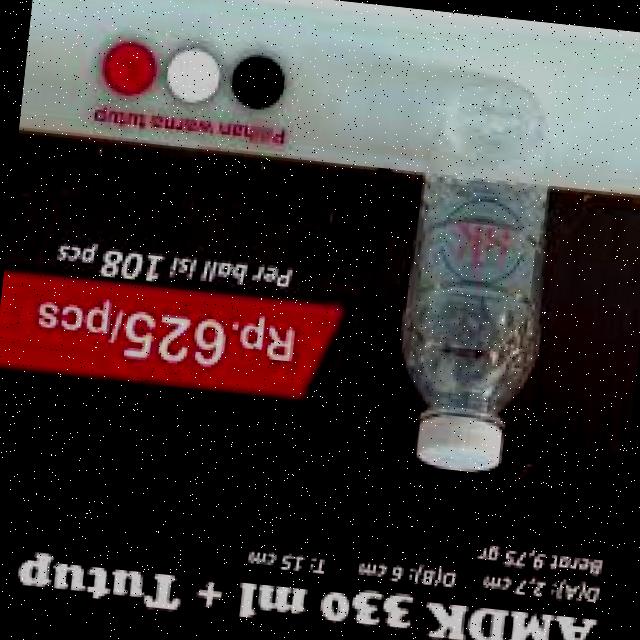 AMDK 330 ml + Tutup
D(A): 2,7 cm D(B): 6 cm T: 15 cm
Berat 9,75 gr
Rp.625/pcs
Per ball isi 108 pcs
Pilihan warna tutup